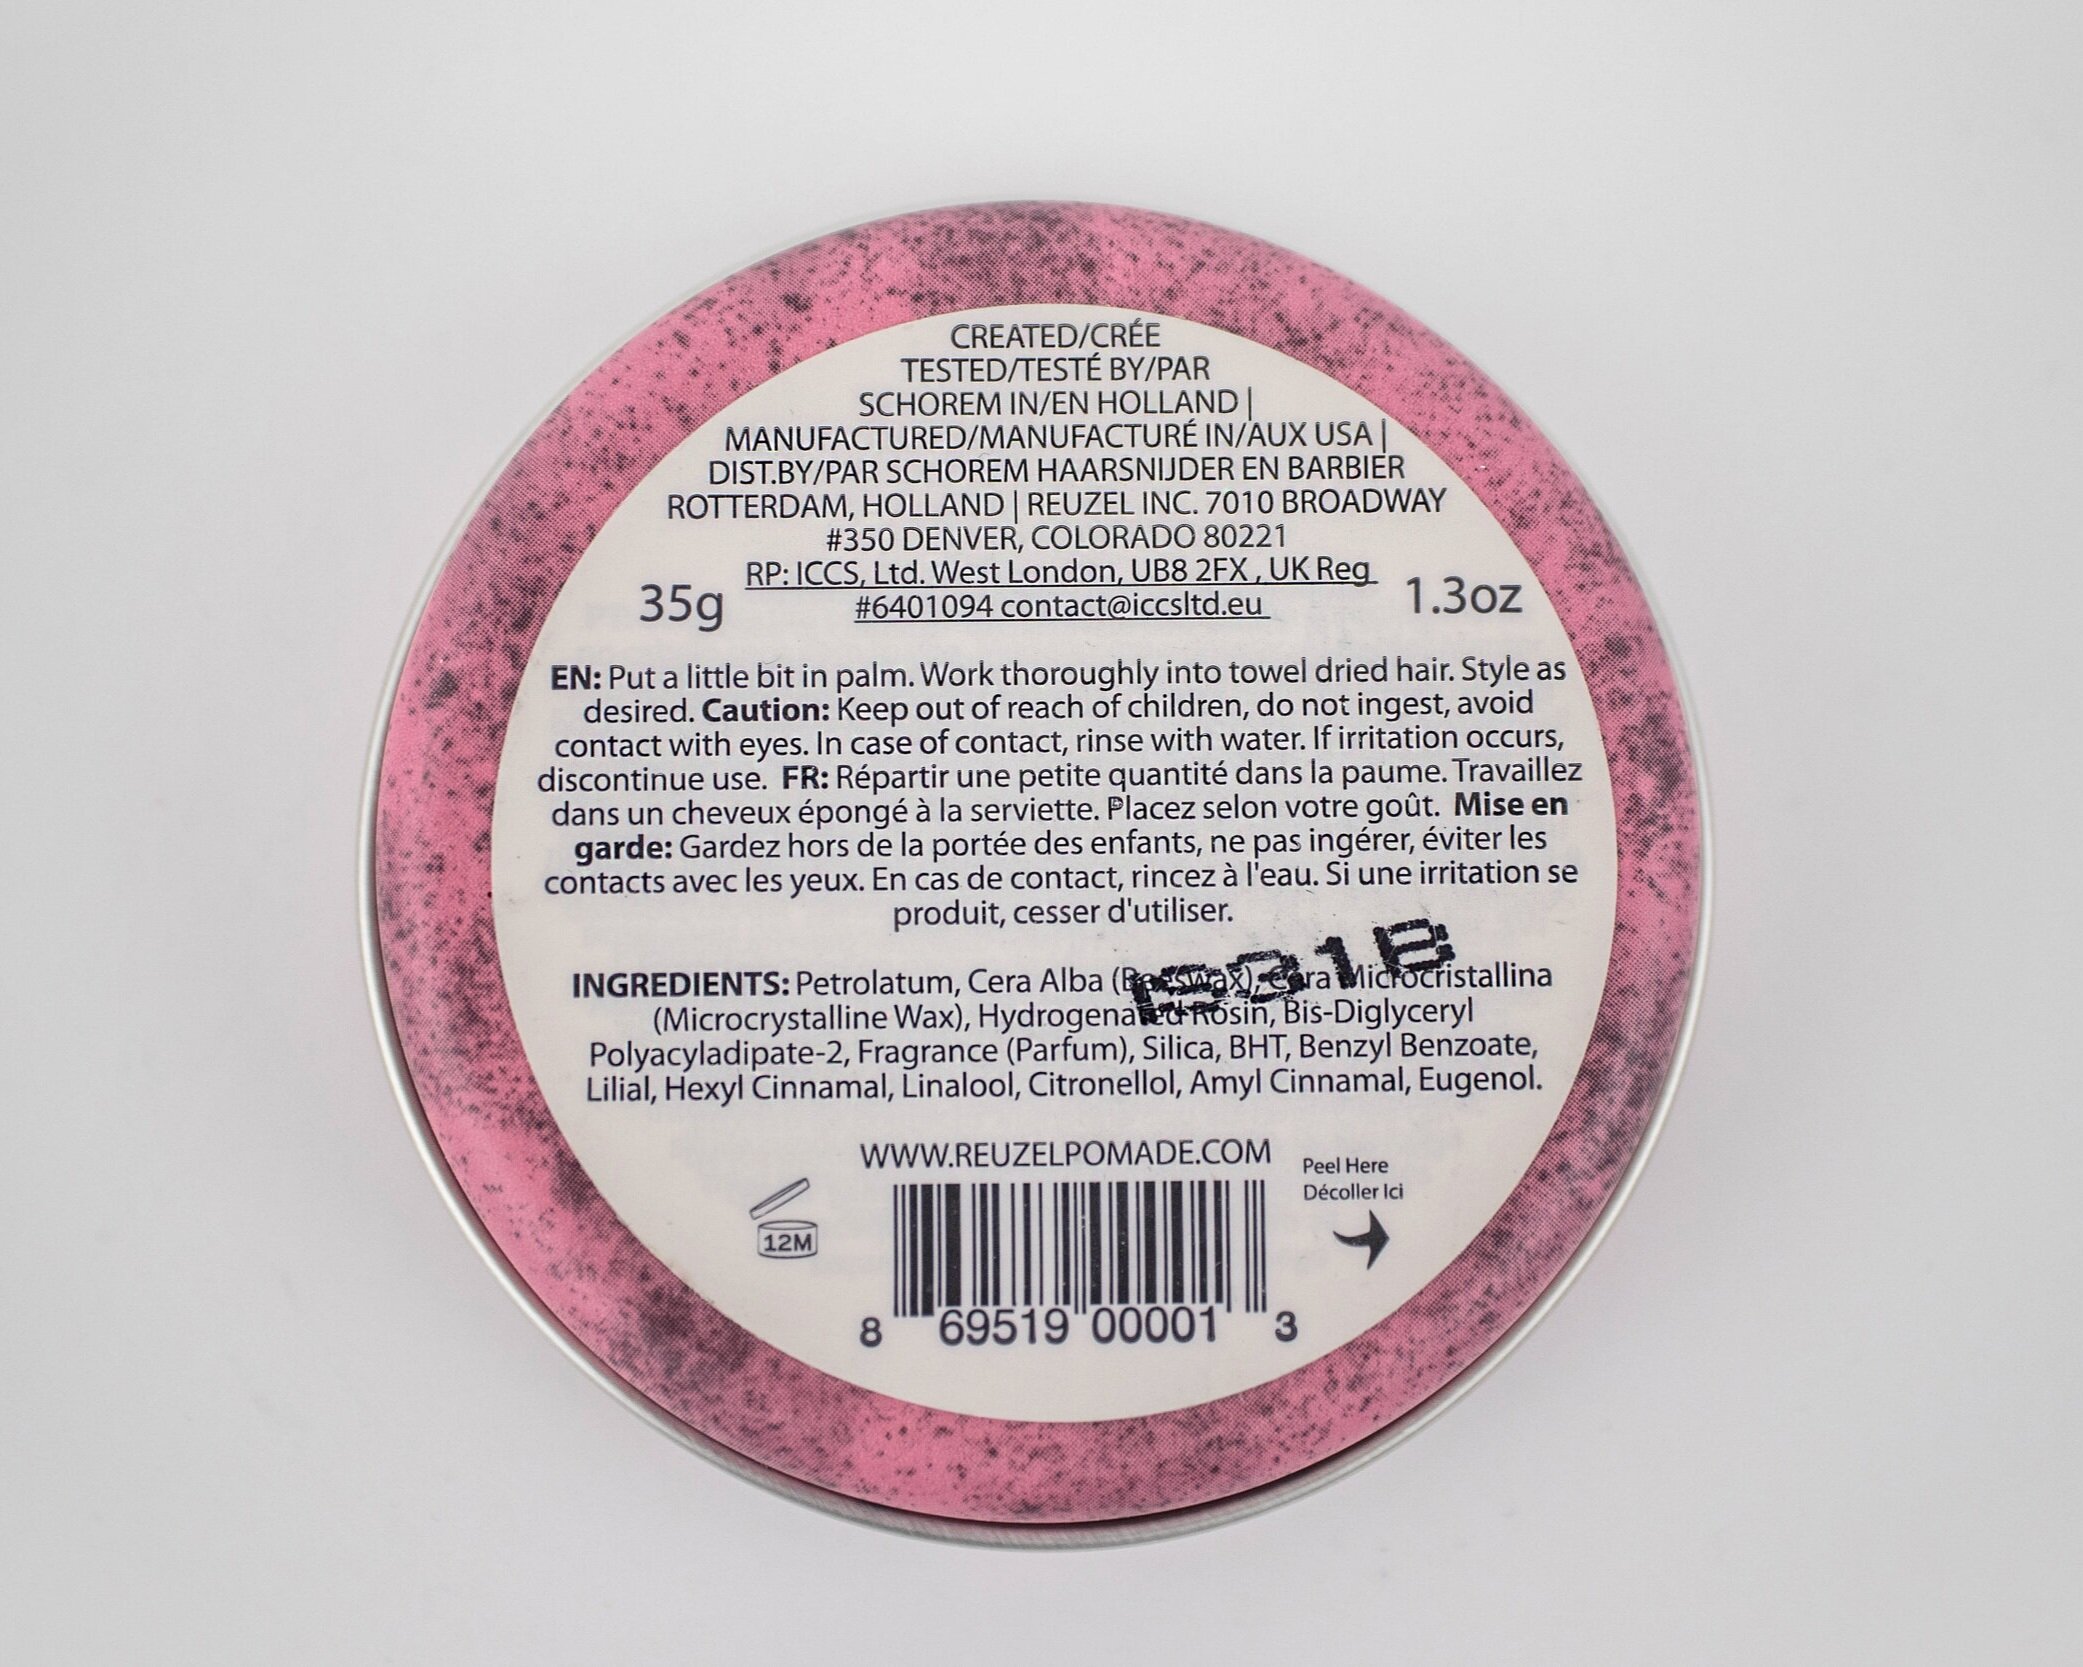 CREATED/CRÉE
TESTED/TESTÉ BY/PAR
SCHOREM IN/EN HOLLAND |
MANUFACTURED/MANUFACTURÉ IN/AUX USA |
DIST.BY/PAR SCHOREM HAARSNIJDER EN BARBIER
ROTTERDAM, HOLLAND | REUZEL INC. 7010 BROADWAY
#350 DENVER, COLORADO 80221
RP: ICCS, Ltd. West London, UB8 2FX , UK Reg
#6401094 contact@iccsltd.eu
35g
1.3oz
EN: Put a little bit in palm. Work thoroughly into towel dried hair. Style as
desired. Caution: Keep out of reach of children, do not ingest, avoid
contact with eyes. In case of contact, rinse with water. If irritation occurs,
discontinue use. FR: Répartir une petite quantité dans la paume. Travaillez
dans un cheveux épongé à la serviette. Placez selon votre goût. Mise en
garde: Gardez hors de la portée des enfants, ne pas ingérer, éviter les
contacts avec les yeux. En cas de contact, rincez à l'eau. Si une irritation se
produit, cesser d'utiliser.
INGREDIENTS: Petrolatum, Cera Alba (Beeswax), Cera Microcristallina
(Microcrystalline Wax), Hydrogenated Rosin, Bis-Diglyceryl
Polyacyladipate-2, Fragrance (Parfum), Silica, BHT, Benzyl Benzoate,
Lilial, Hexyl Cinnamal, Linalool, Citronellol, Amyl Cinnamal, Eugenol.
WWW.REUZELPOMADE.COM
Peel Here
Décoller Ici
12M
8 69519 00001 3